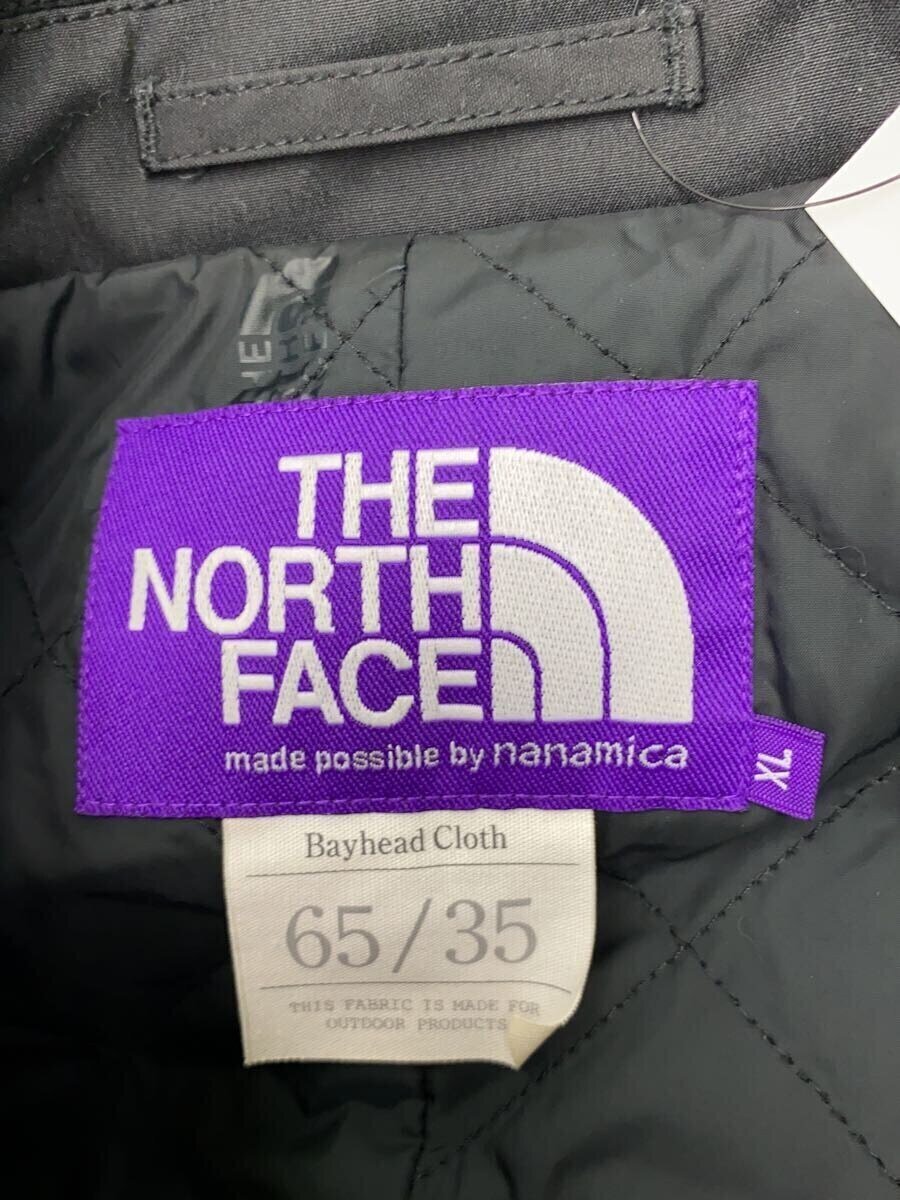 THE
NORTH
FACE
made possible by nanamica
XL
Bayhead Cloth
65/35
THIS FABRIC IS MADE FOR
OUTDOOR PRODUCTS